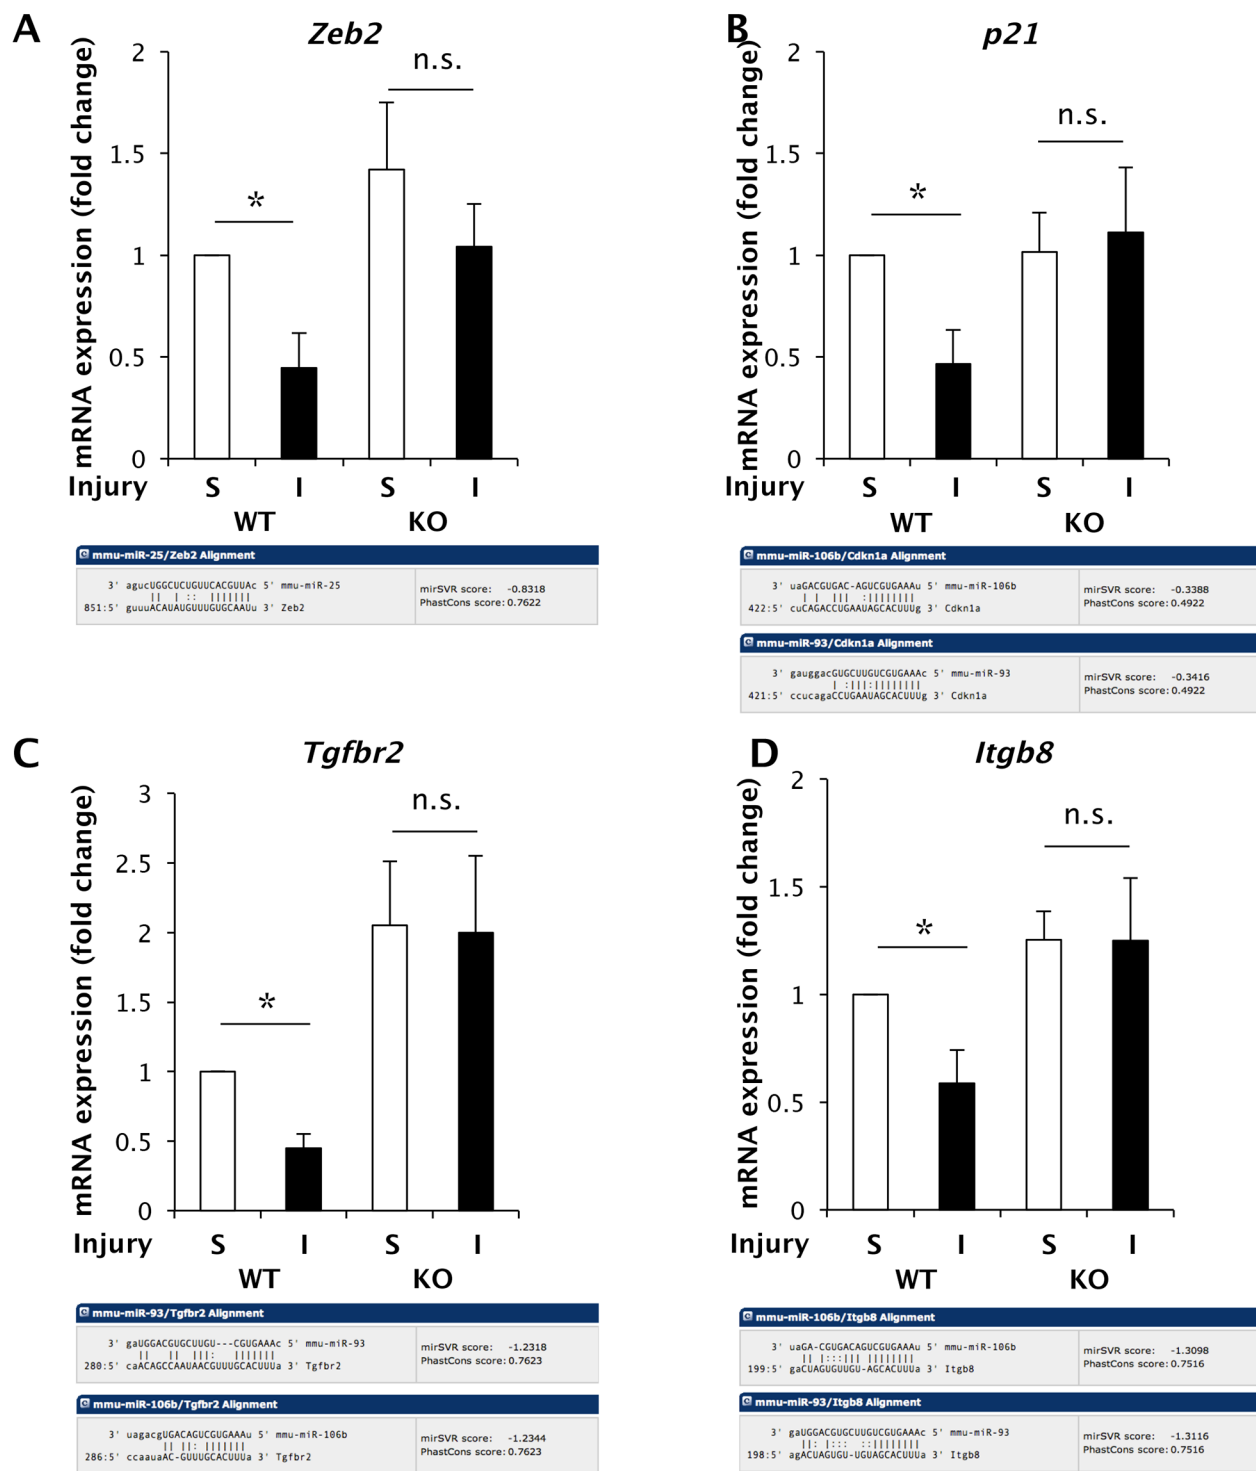 A
Zeb2
mRNA expression (fold change)
2
1.5
1
0.5
0
*
n.s.
Injury S I S I
WT KO
mmu-miR-25/Zeb2 Alignment
3' agucUGGCUCUGUUCACGUUAc 5' mmu-miR-25
|| | :: |||||||
851:5' guuuACAUAUGUUUGUGCAAUu 3' Zeb2
mirSVR score: -0.8318
PhastCons score: 0.7622
B
p21
mRNA expression (fold change)
2
1.5
1
0.5
0
*
n.s.
Injury S I S I
WT KO
mmu-miR-106b/Cdkn1a Alignment
3' uaGACGUGAC-AGUCGUGAAAu 5' mmu-miR-106b
| | ||| :||||||||
422:5' cuCAGACCUGAAUAGCACUUUg 3' Cdkn1a
mirSVR score: -0.3388
PhastCons score: 0.4922
mmu-miR-93/Cdkn1a Alignment
3' gauggacGUGCUUGUCGUGAAAc 5' mmu-miR-93
| :|||:||||||||
421:5' ccucagaCCUGAAUAGCACUUUg 3' Cdkn1a
mirSVR score: -0.3416
PhastCons score: 0.4922
C
Tgfbr2
mRNA expression (fold change)
3
2.5
2
1.5
1
0.5
0
*
n.s.
Injury S I S I
WT KO
mmu-miR-93/Tgfbr2 Alignment
3' gaUGGACGUGCUUGU---CGUGAAAc 5' mmu-miR-93
|| || |||: |||||||
280:5' caACAGCCAAUAACGUUUGCACUUUa 3' Tgfbr2
mirSVR score: -1.2318
PhastCons score: 0.7623
mmu-miR-106b/Tgfbr2 Alignment
3' uagacgUGACAGUCGUGAAAu 5' mmu-miR-106b
|| ||: |||||||
286:5' ccaauaAC-GUUUGCACUUUa 3' Tgfbr2
mirSVR score: -1.2344
PhastCons score: 0.7623
D
Itgb8
mRNA expression (fold change)
2
1.5
1
0.5
0
*
n.s.
Injury S I S I
WT KO
mmu-miR-106b/Itgb8 Alignment
3' uaGA-CGUGACAGUCGUGAAAu 5' mmu-miR-106b
|| |:::||| ||||||||
199:5' gaCUAGUGUUGU-AGCACUUUa 3' Itgb8
mirSVR score: -1.3098
PhastCons score: 0.7516
mmu-miR-93/Itgb8 Alignment
3' gaUGGACGUGCUUGUCGUGAAAc 5' mmu-miR-93
||: |::: ::||||||||
198:5' agACUAGUGU-UGUAGCACUUUa 3' Itgb8
mirSVR score: -1.3116
PhastCons score: 0.7516